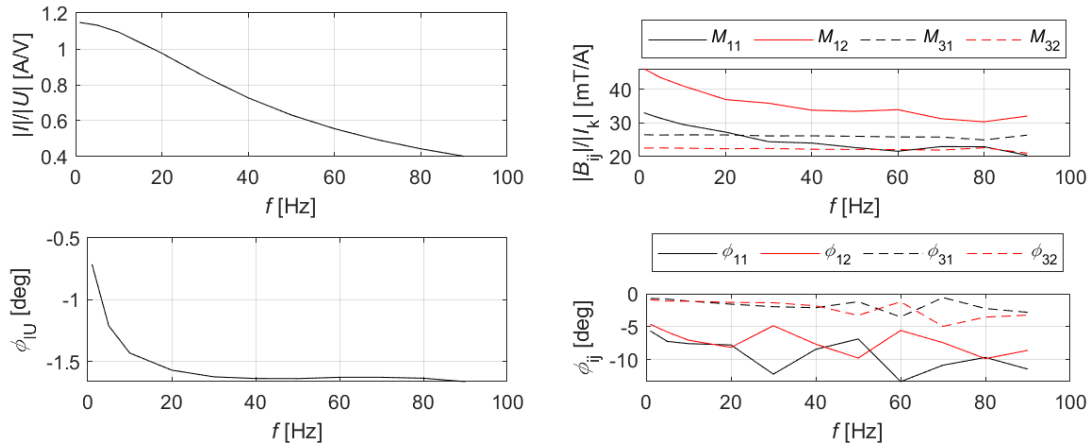 |I|/|U| [A/V]
1.2
1
0.8
0.6
0.4
0 20 40 60 80 100
f [Hz]
M11 M12 M31 M32
|Bij|/|Ik| [mT/A]
40
30
20
0 20 40 60 80 100
f [Hz]
ϕIU [deg]
-0.5
-1
-1.5
0 20 40 60 80 100
f [Hz]
ϕ11 ϕ12 ϕ31 ϕ32
ϕij [deg]
0
-5
-10
0 20 40 60 80 100
f [Hz]